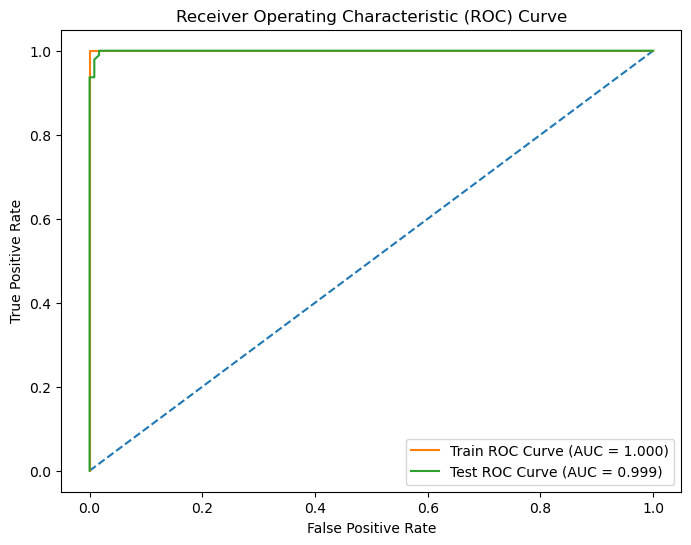 Receiver Operating Characteristic (ROC) Curve
True Positive Rate
1.0
0.8
0.6
0.4
0.2
0.0
Train ROC Curve (AUC = 1.000)
Test ROC Curve (AUC = 0.999)
0.0 0.2 0.4 0.6 0.8 1.0
False Positive Rate